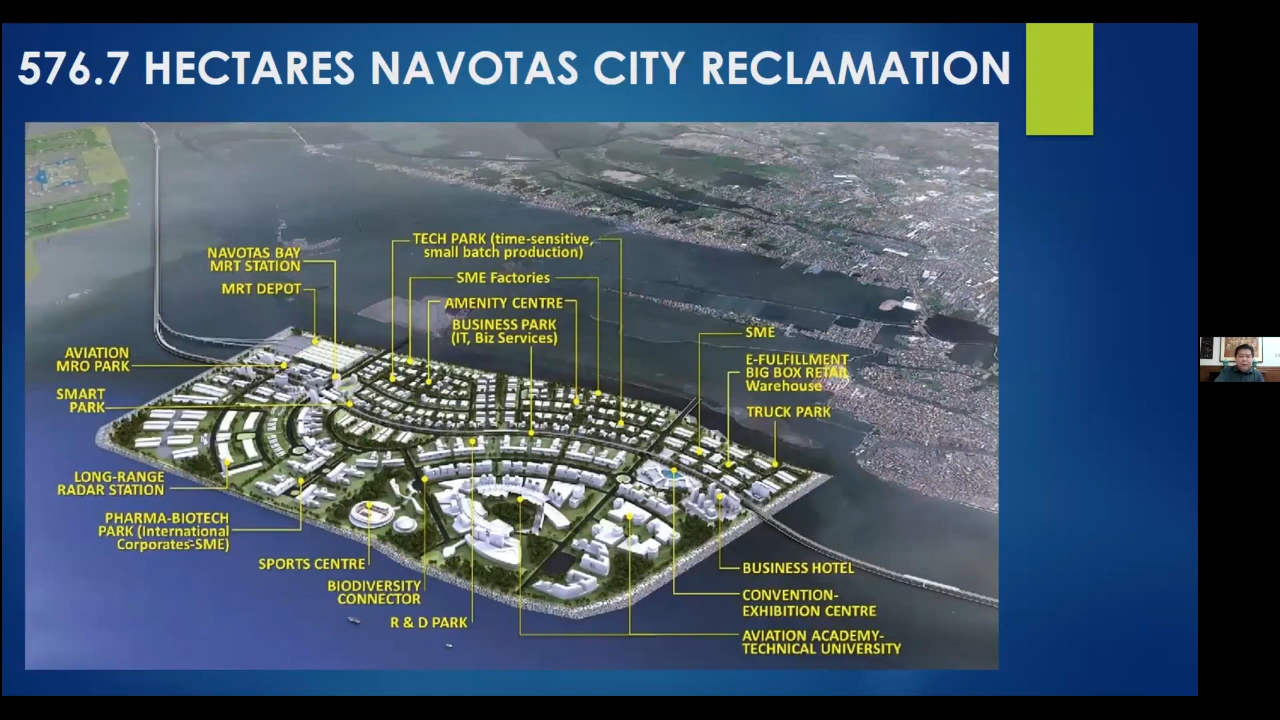 576.7 HECTARES NAVOTAS CITY RECLAMATION
TECH PARK (time-sensitive,
small batch production)
NAVOTAS BAY
MRT STATION
SME Factories
MRT DEPOT
AMENITY CENTRE
BUSINESS PARK
(IT, Biz Services)
SME
AVIATION
MRO PARK
E-FULFILLMENT
BIG BOX RETAIL
Warehouse
SMART
PARK
TRUCK PARK
LONG-RANGE
RADAR STATION
PHARMA-BIOTECH
PARK (International
Corporates-SME)
SPORTS CENTRE
BUSINESS HOTEL
BIODIVERSITY
CONNECTOR
CONVENTION-
EXHIBITION CENTRE
R & D PARK
AVIATION ACADEMY-
TECHNICAL UNIVERSITY